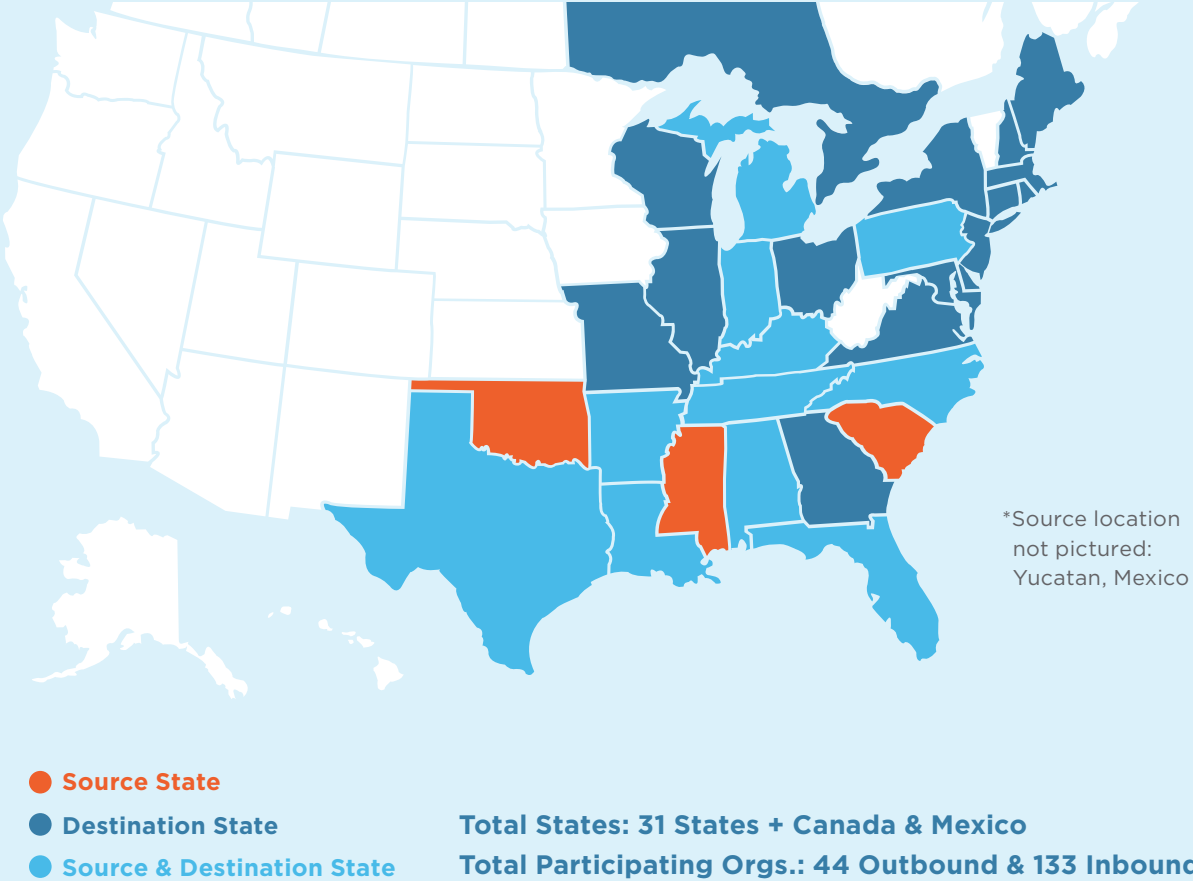 *Source location
not pictured:
Yucatan, Mexico
Source State
Destination State
Source & Destination State
Total States: 31 States + Canada & Mexico
Total Participating Orgs.: 44 Outbound & 133 Inbound